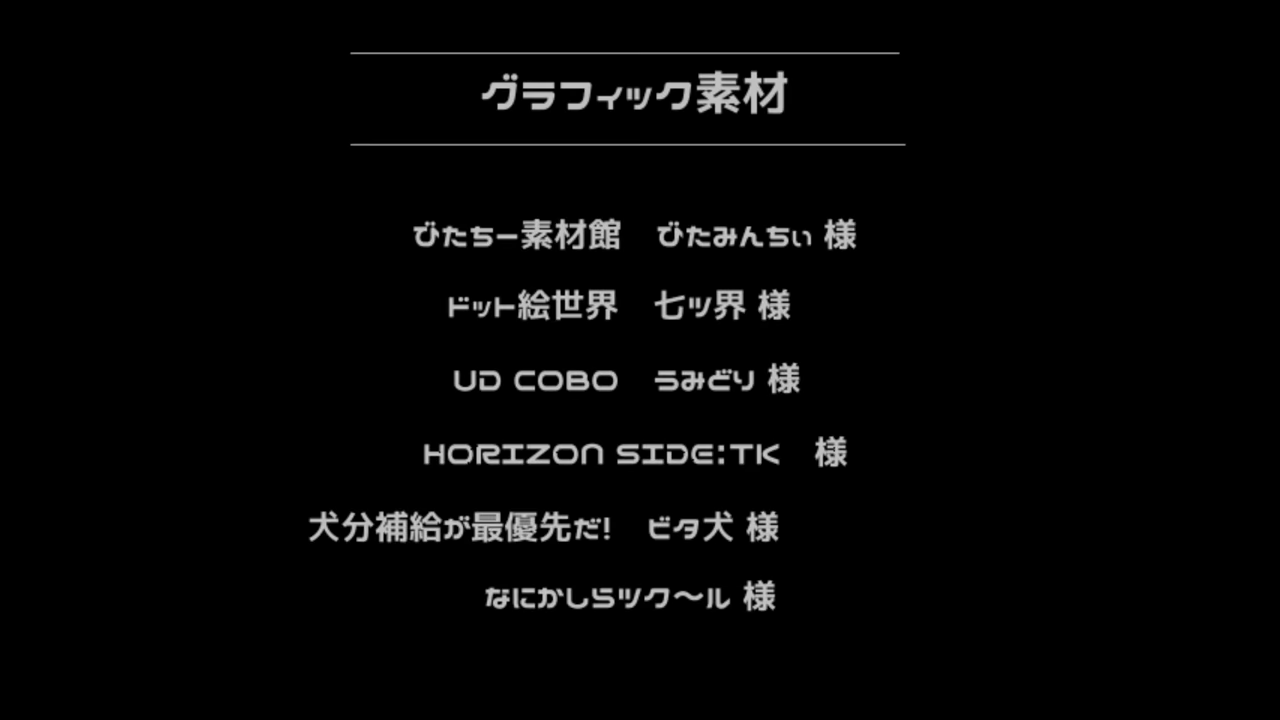 グラフィック素材
びたちー素材館　びたみんちぃ 様
ドット絵世界　七ツ界 様
UD COBO　うみどり 様
HORIZON SIDE:TK　様
犬分補給が最優先だ!　ビタ犬 様
なにかしらツク～ル 様